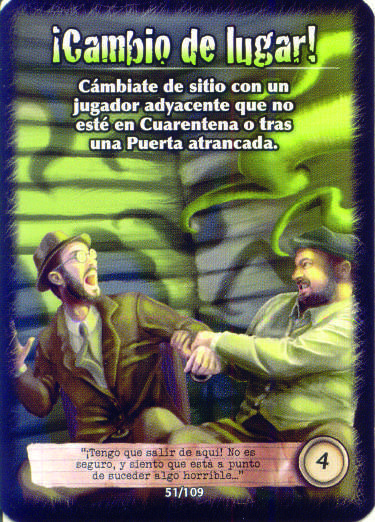 ¡Cambio de lugar!
Cámbiate de sitio con un
jugador adyacente que no
esté en Cuarentena o tras
una Puerta atrancada.
"¡Tengo que salir de aquí! No es
seguro, y siento que está a punto
de suceder algo horrible..."
4
51/109